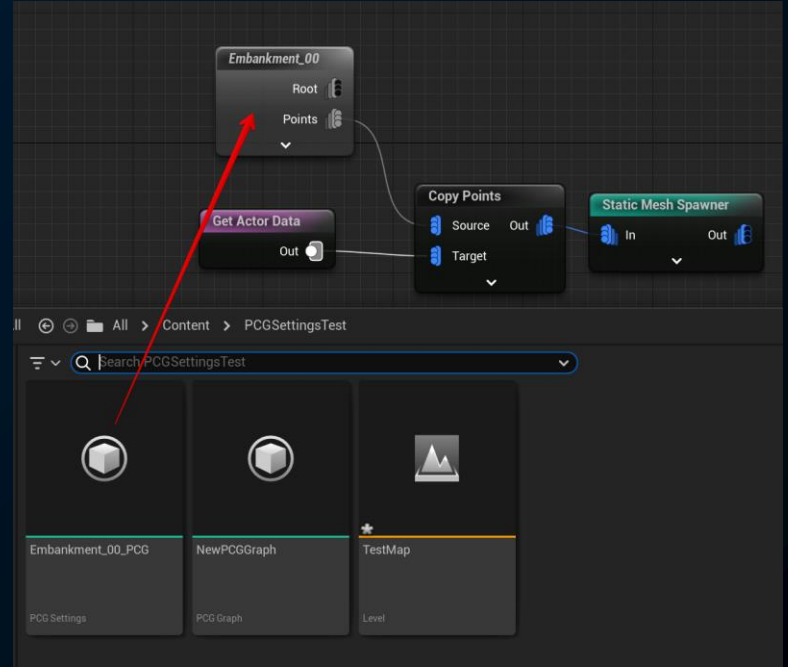 Embankment_00
Root
Points
Copy Points
Source Out
Target
Static Mesh Spawner
In Out
Get Actor Data
Out
All > Content > PCGSettingsTest
Search PCGSettingsTest
Embankment_00_PCG
PCG Settings
NewPCGGraph
PCG Graph
TestMap
Level